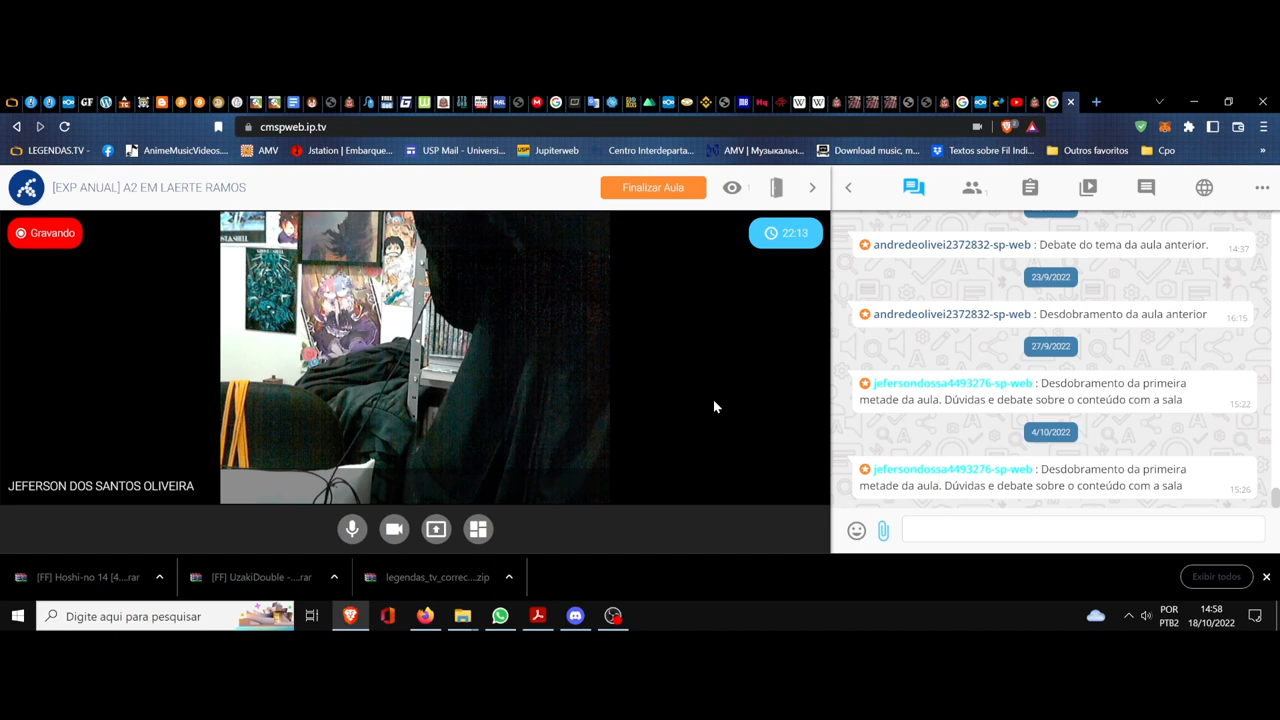 cmspweb.ip.tv
2
LEGENDAS.TV -
AnimeMusicVideos...
AMV
Jstation | Embarque...
USP Mail - Universi...
Jupiterweb
Centro Interdeparta...
AMV | Музыкальн...
Download music, m...
Textos sobre Fil Indi...
Outros favoritos
Cpo
»
[EXP ANUAL] A2 EM LAERTE RAMOS
Finalizar Aula
1
1
Gravando
22:13
JEFERSON DOS SANTOS OLIVEIRA
andredeolivei2372832-sp-web : Debate do tema da aula anterior.
14:37
23/9/2022
andredeolivei2372832-sp-web : Desdobramento da aula anterior
16:15
27/9/2022
jefersondossa4493276-sp-web : Desdobramento da primeira
metade da aula. Dúvidas e debate sobre o conteúdo com a sala
15:22
4/10/2022
jefersondossa4493276-sp-web : Desdobramento da primeira
metade da aula. Dúvidas e debate sobre o conteúdo com a sala
15:26
[FF] Hoshi-no 14 [4....rar
[FF] UzakiDouble -....rar
legendas_tv_correc....zip
Exibir todos
Digite aqui para pesquisar
POR
PTB2
14:58
18/10/2022